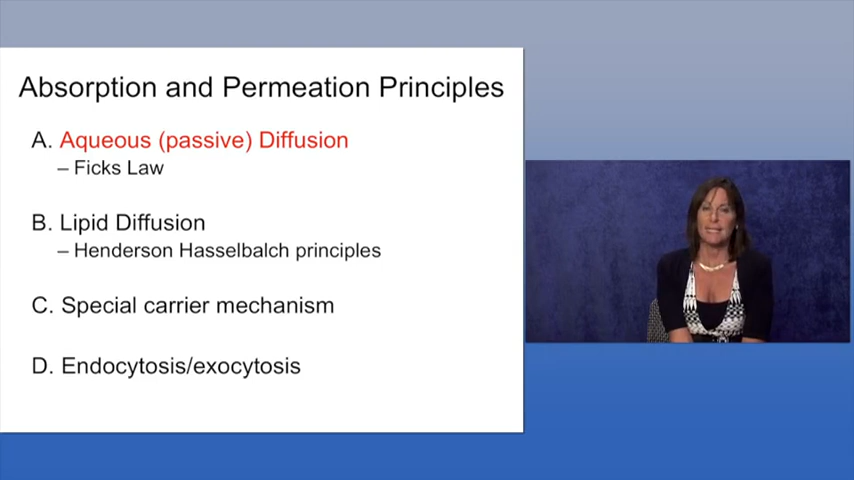 Absorption and Permeation Principles
A. Aqueous (passive) Diffusion
– Ficks Law
B. Lipid Diffusion
– Henderson Hasselbalch principles
C. Special carrier mechanism
D. Endocytosis/exocytosis